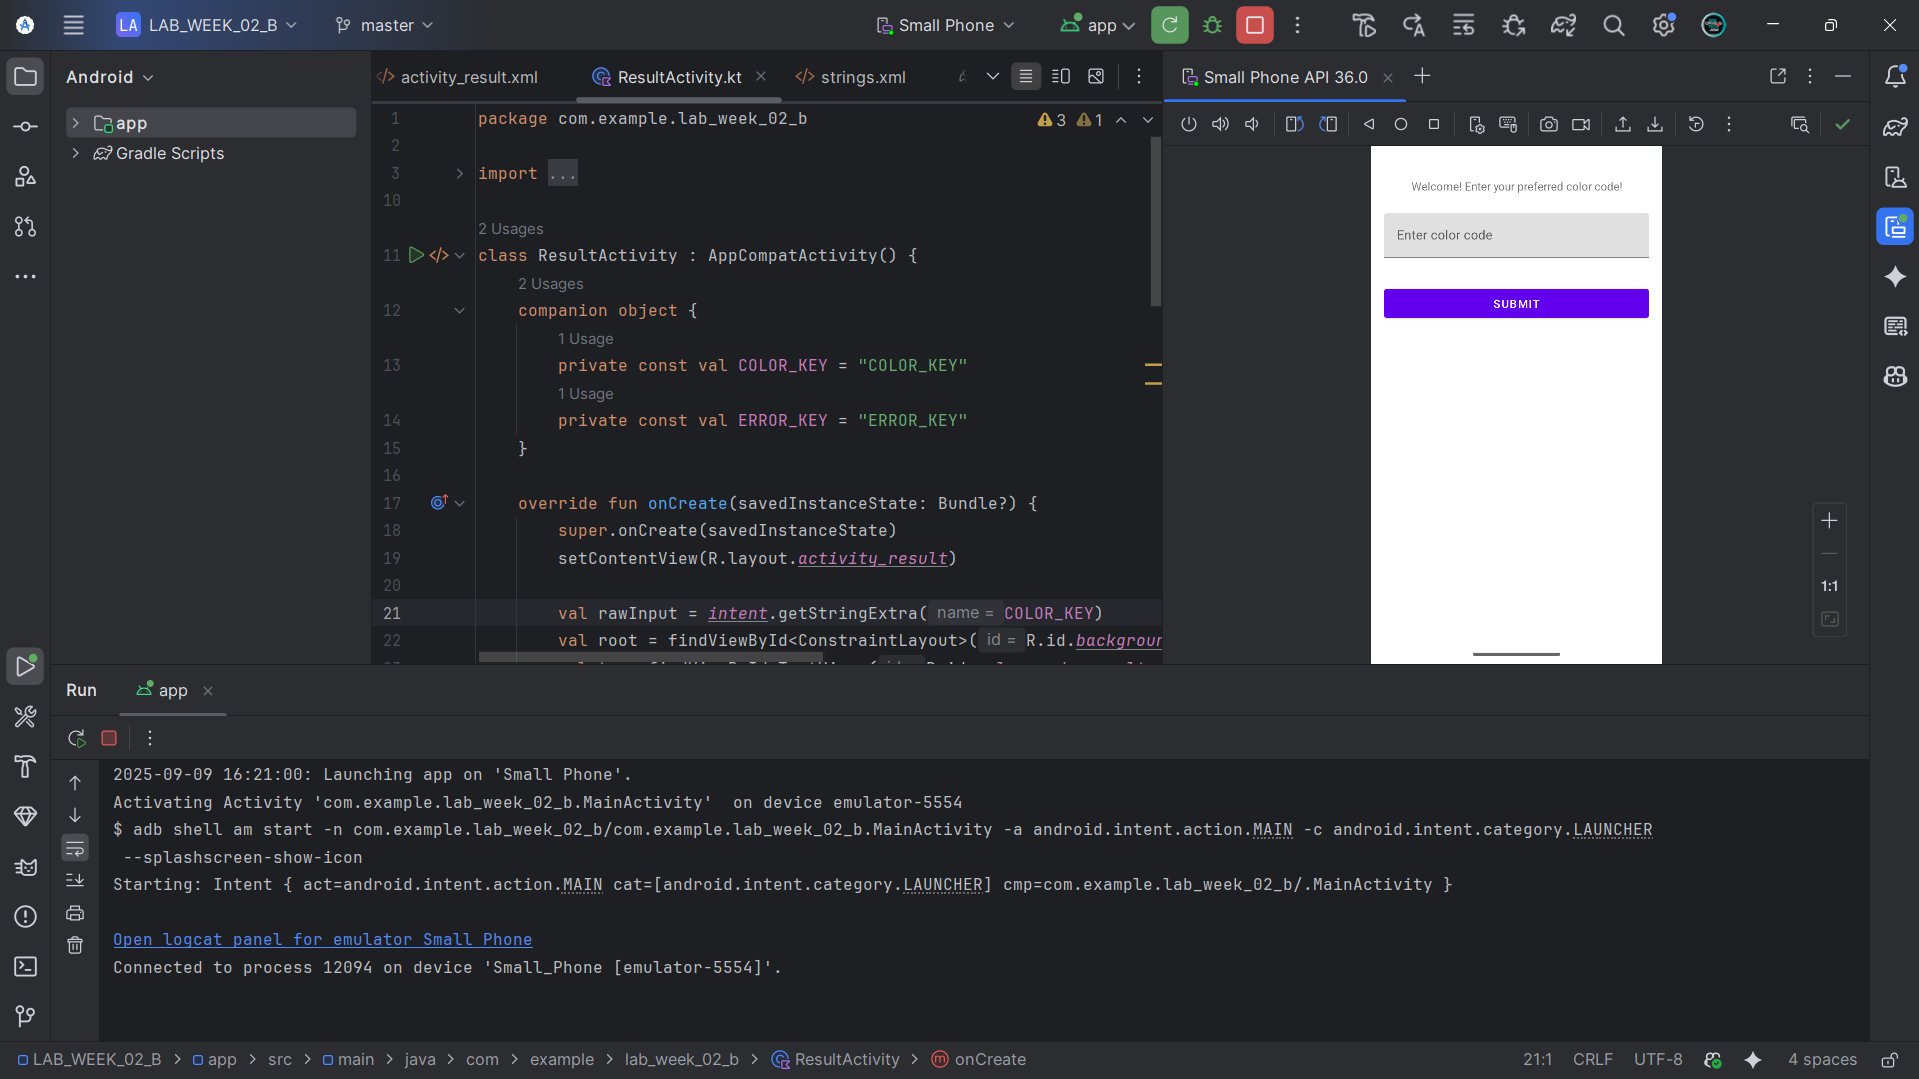 LA LAB_WEEK_02_B master Small Phone app
Android
activity_result.xml ResultActivity.kt strings.xml
Small Phone API 36.0
app
Gradle Scripts
1 package com.example.lab_week_02_b
3 1
2
3 import ...
10
2 Usages
11 class ResultActivity : AppCompatActivity() {
2 Usages
12 companion object {
1 Usage
13 private const val COLOR_KEY = "COLOR_KEY"
1 Usage
14 private const val ERROR_KEY = "ERROR_KEY"
15 }
16
17 override fun onCreate(savedInstanceState: Bundle?) {
18 super.onCreate(savedInstanceState)
19 setContentView(R.layout.activity_result)
20
21 val rawInput = intent.getStringExtra( name = COLOR_KEY)
22 val root = findViewById<ConstraintLayout>( id = R.id.backgroun
Welcome! Enter your preferred color code!
Enter color code
SUBMIT
1:1
Run app
2025-09-09 16:21:00: Launching app on 'Small Phone'.
Activating Activity 'com.example.lab_week_02_b.MainActivity' on device emulator-5554
$ adb shell am start -n com.example.lab_week_02_b/com.example.lab_week_02_b.MainActivity -a android.intent.action.MAIN -c android.intent.category.LAUNCHER
--splashscreen-show-icon
Starting: Intent { act=android.intent.action.MAIN cat=[android.intent.category.LAUNCHER] cmp=com.example.lab_week_02_b/.MainActivity }
Open logcat panel for emulator Small Phone
Connected to process 12094 on device 'Small_Phone [emulator-5554]'.
LAB_WEEK_02_B > app > src > main > java > com > example > lab_week_02_b > ResultActivity > m onCreate
21:1 CRLF UTF-8 4 spaces